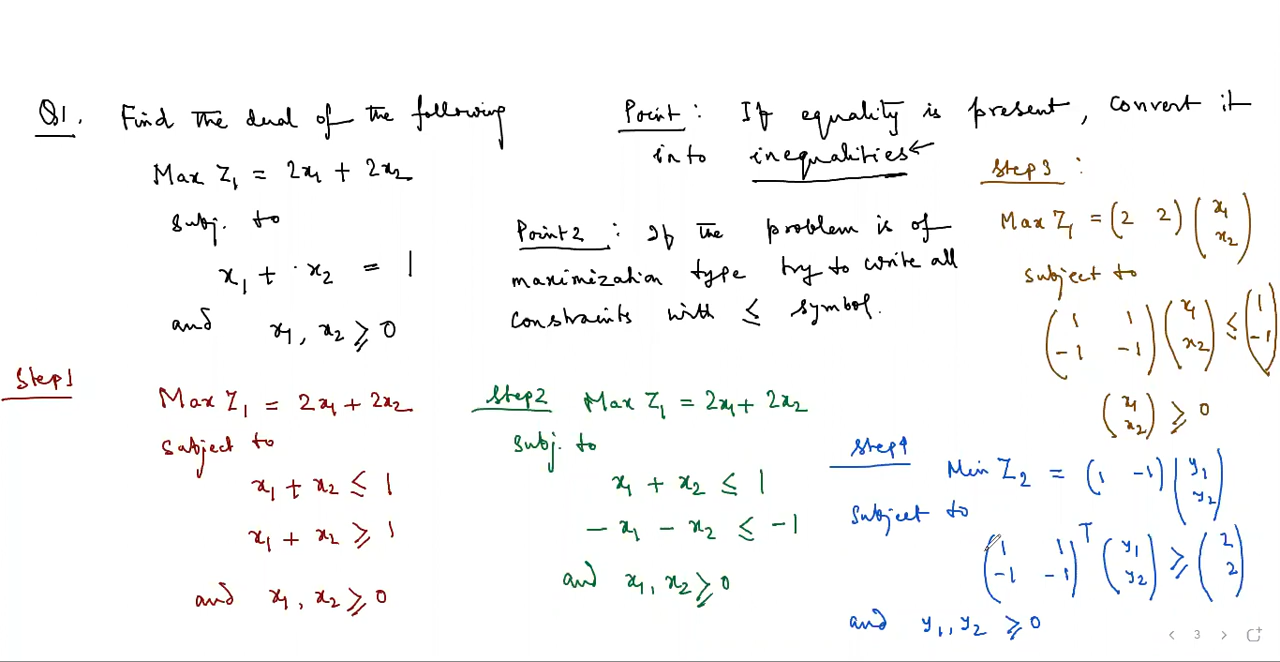 Q1. Find the dual of the following
Max Z₁ = 2x₁ + 2x₂
Subj. to
x₁ + x₂ = 1
and x₁, x₂ ⩾ 0
Point : If equality is present, convert it
into inequalities ←
Point 2 : If the problem is of
maximization type try to write all
constraints with ≤ symbol.
Step 1
Max Z₁ = 2x₁ + 2x₂
Subject to
x₁ + x₂ ≤ 1
x₁ + x₂ ⩾ 1
and x₁, x₂ ⩾ 0
Step 2 Max Z₁ = 2x₁ + 2x₂
Subj. to
x₁ + x₂ ≤ 1
− x₁ − x₂ ≤ −1
and x₁, x₂ ⩾ 0
Step 3 :
Max Z₁ = (2 2) (x₁ x₂)
Subject to
(1 1 −1 −1) (x₁ x₂) ≤ (1 −1)
(x₁ x₂) ⩾ 0
Step 4
Min Z₂ = (1 −1) (y₁ y₂)
Subject to
(1 1 −1 −1)ᵀ (y₁ y₂) ⩾ (2 2)
and y₁, y₂ ⩾ 0
< 3 >